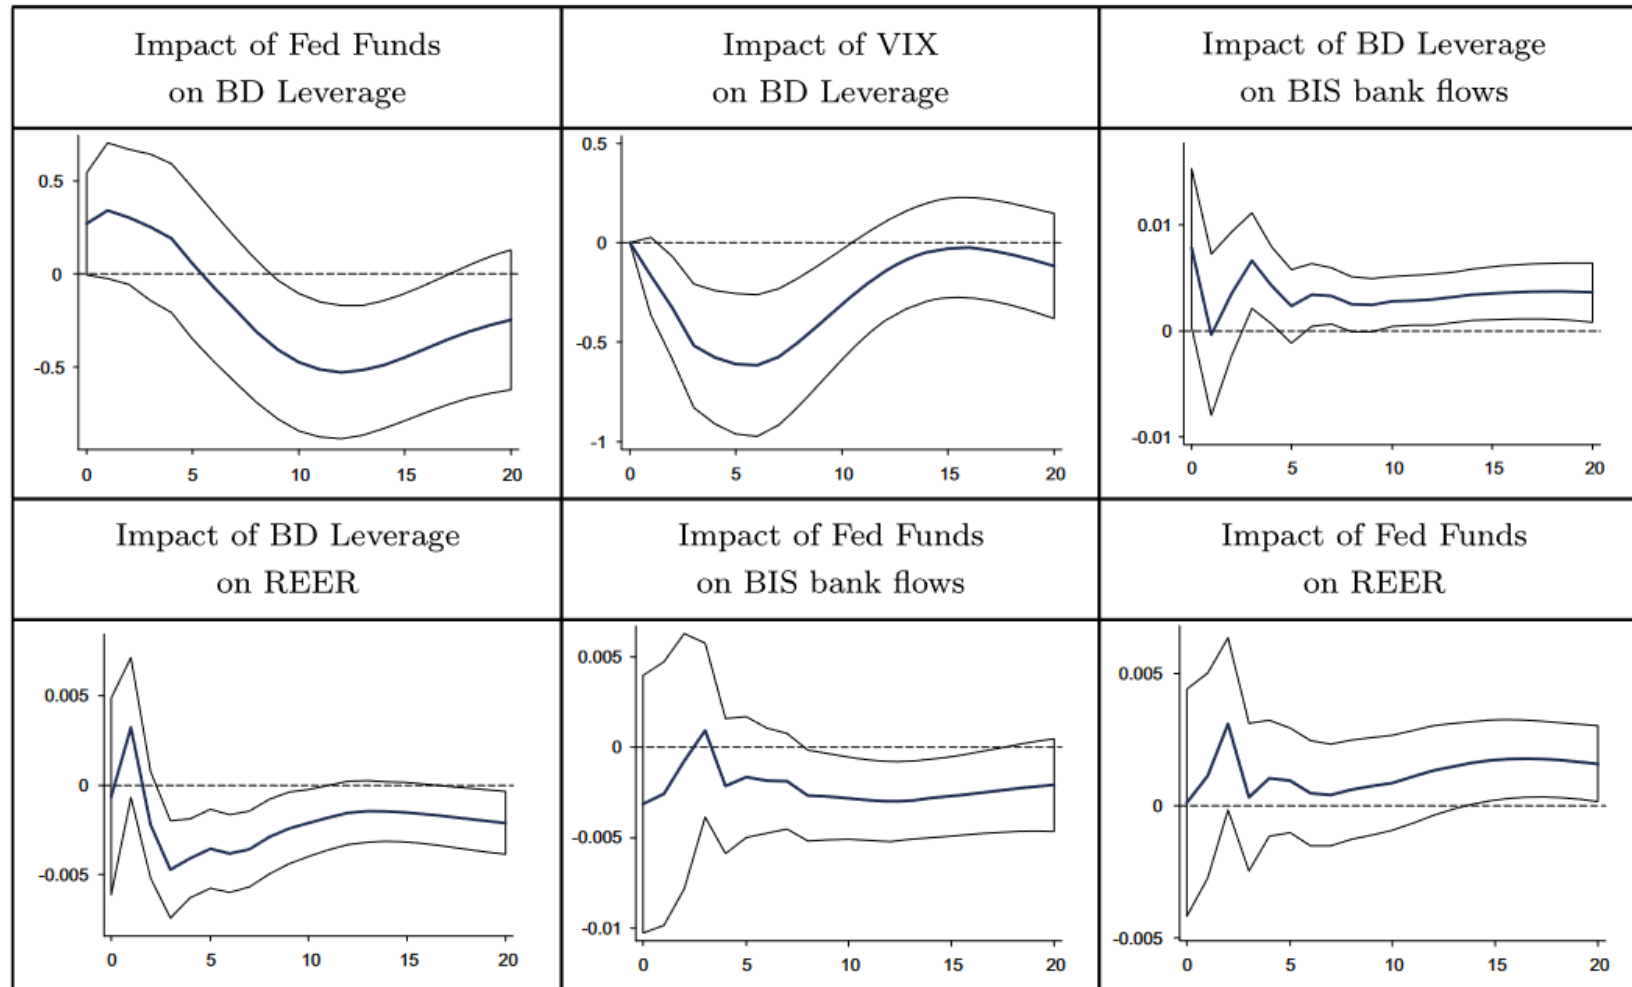 Impact of Fed Funds
on BD Leverage
Impact of VIX
on BD Leverage
Impact of BD Leverage
on BIS bank flows
0.5
0
-0.5
0 5 10 15 20
0.5
0
-0.5
-1
0 5 10 15 20
0.01
0
-0.01
0 5 10 15 20
Impact of BD Leverage
on REER
Impact of Fed Funds
on BIS bank flows
Impact of Fed Funds
on REER
0.005
0
-0.005
0 5 10 15 20
0.005
0
-0.005
-0.01
0 5 10 15 20
0.005
0
-0.005
0 5 10 15 20